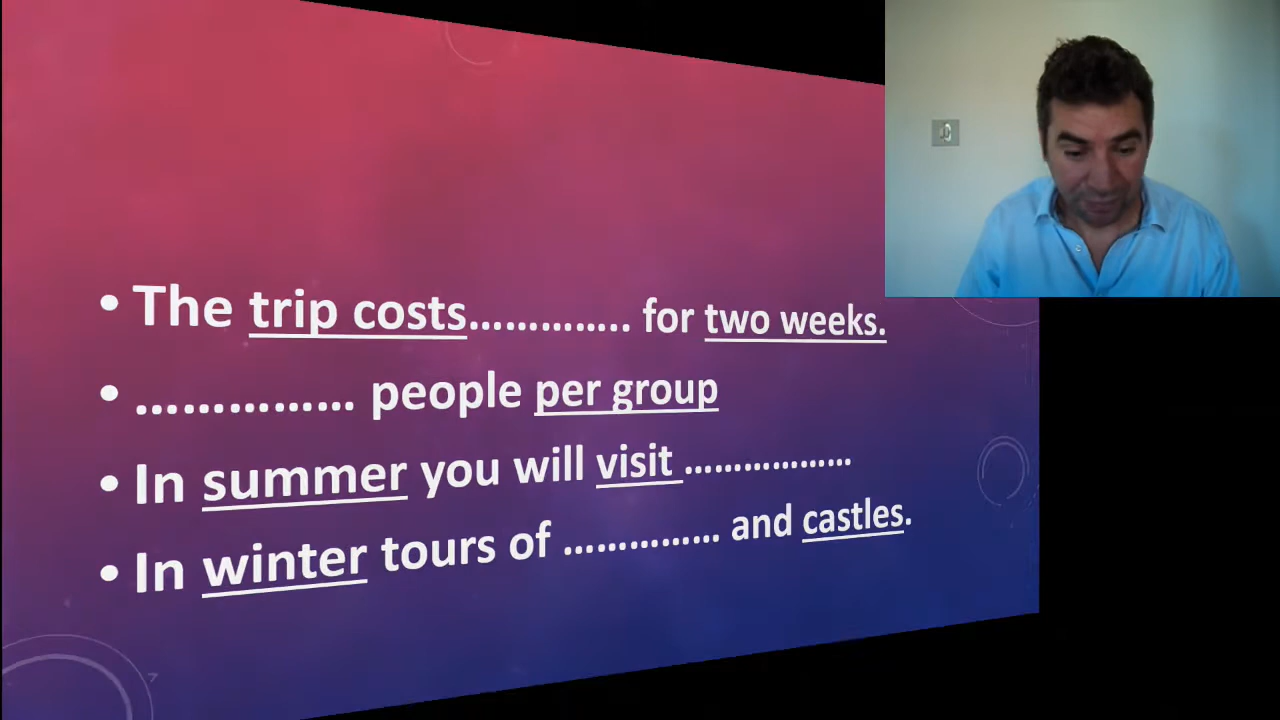 • The trip costs………….. for two weeks.
• …………… people per group
• In summer you will visit ………………
• In winter tours of …………… and castles.